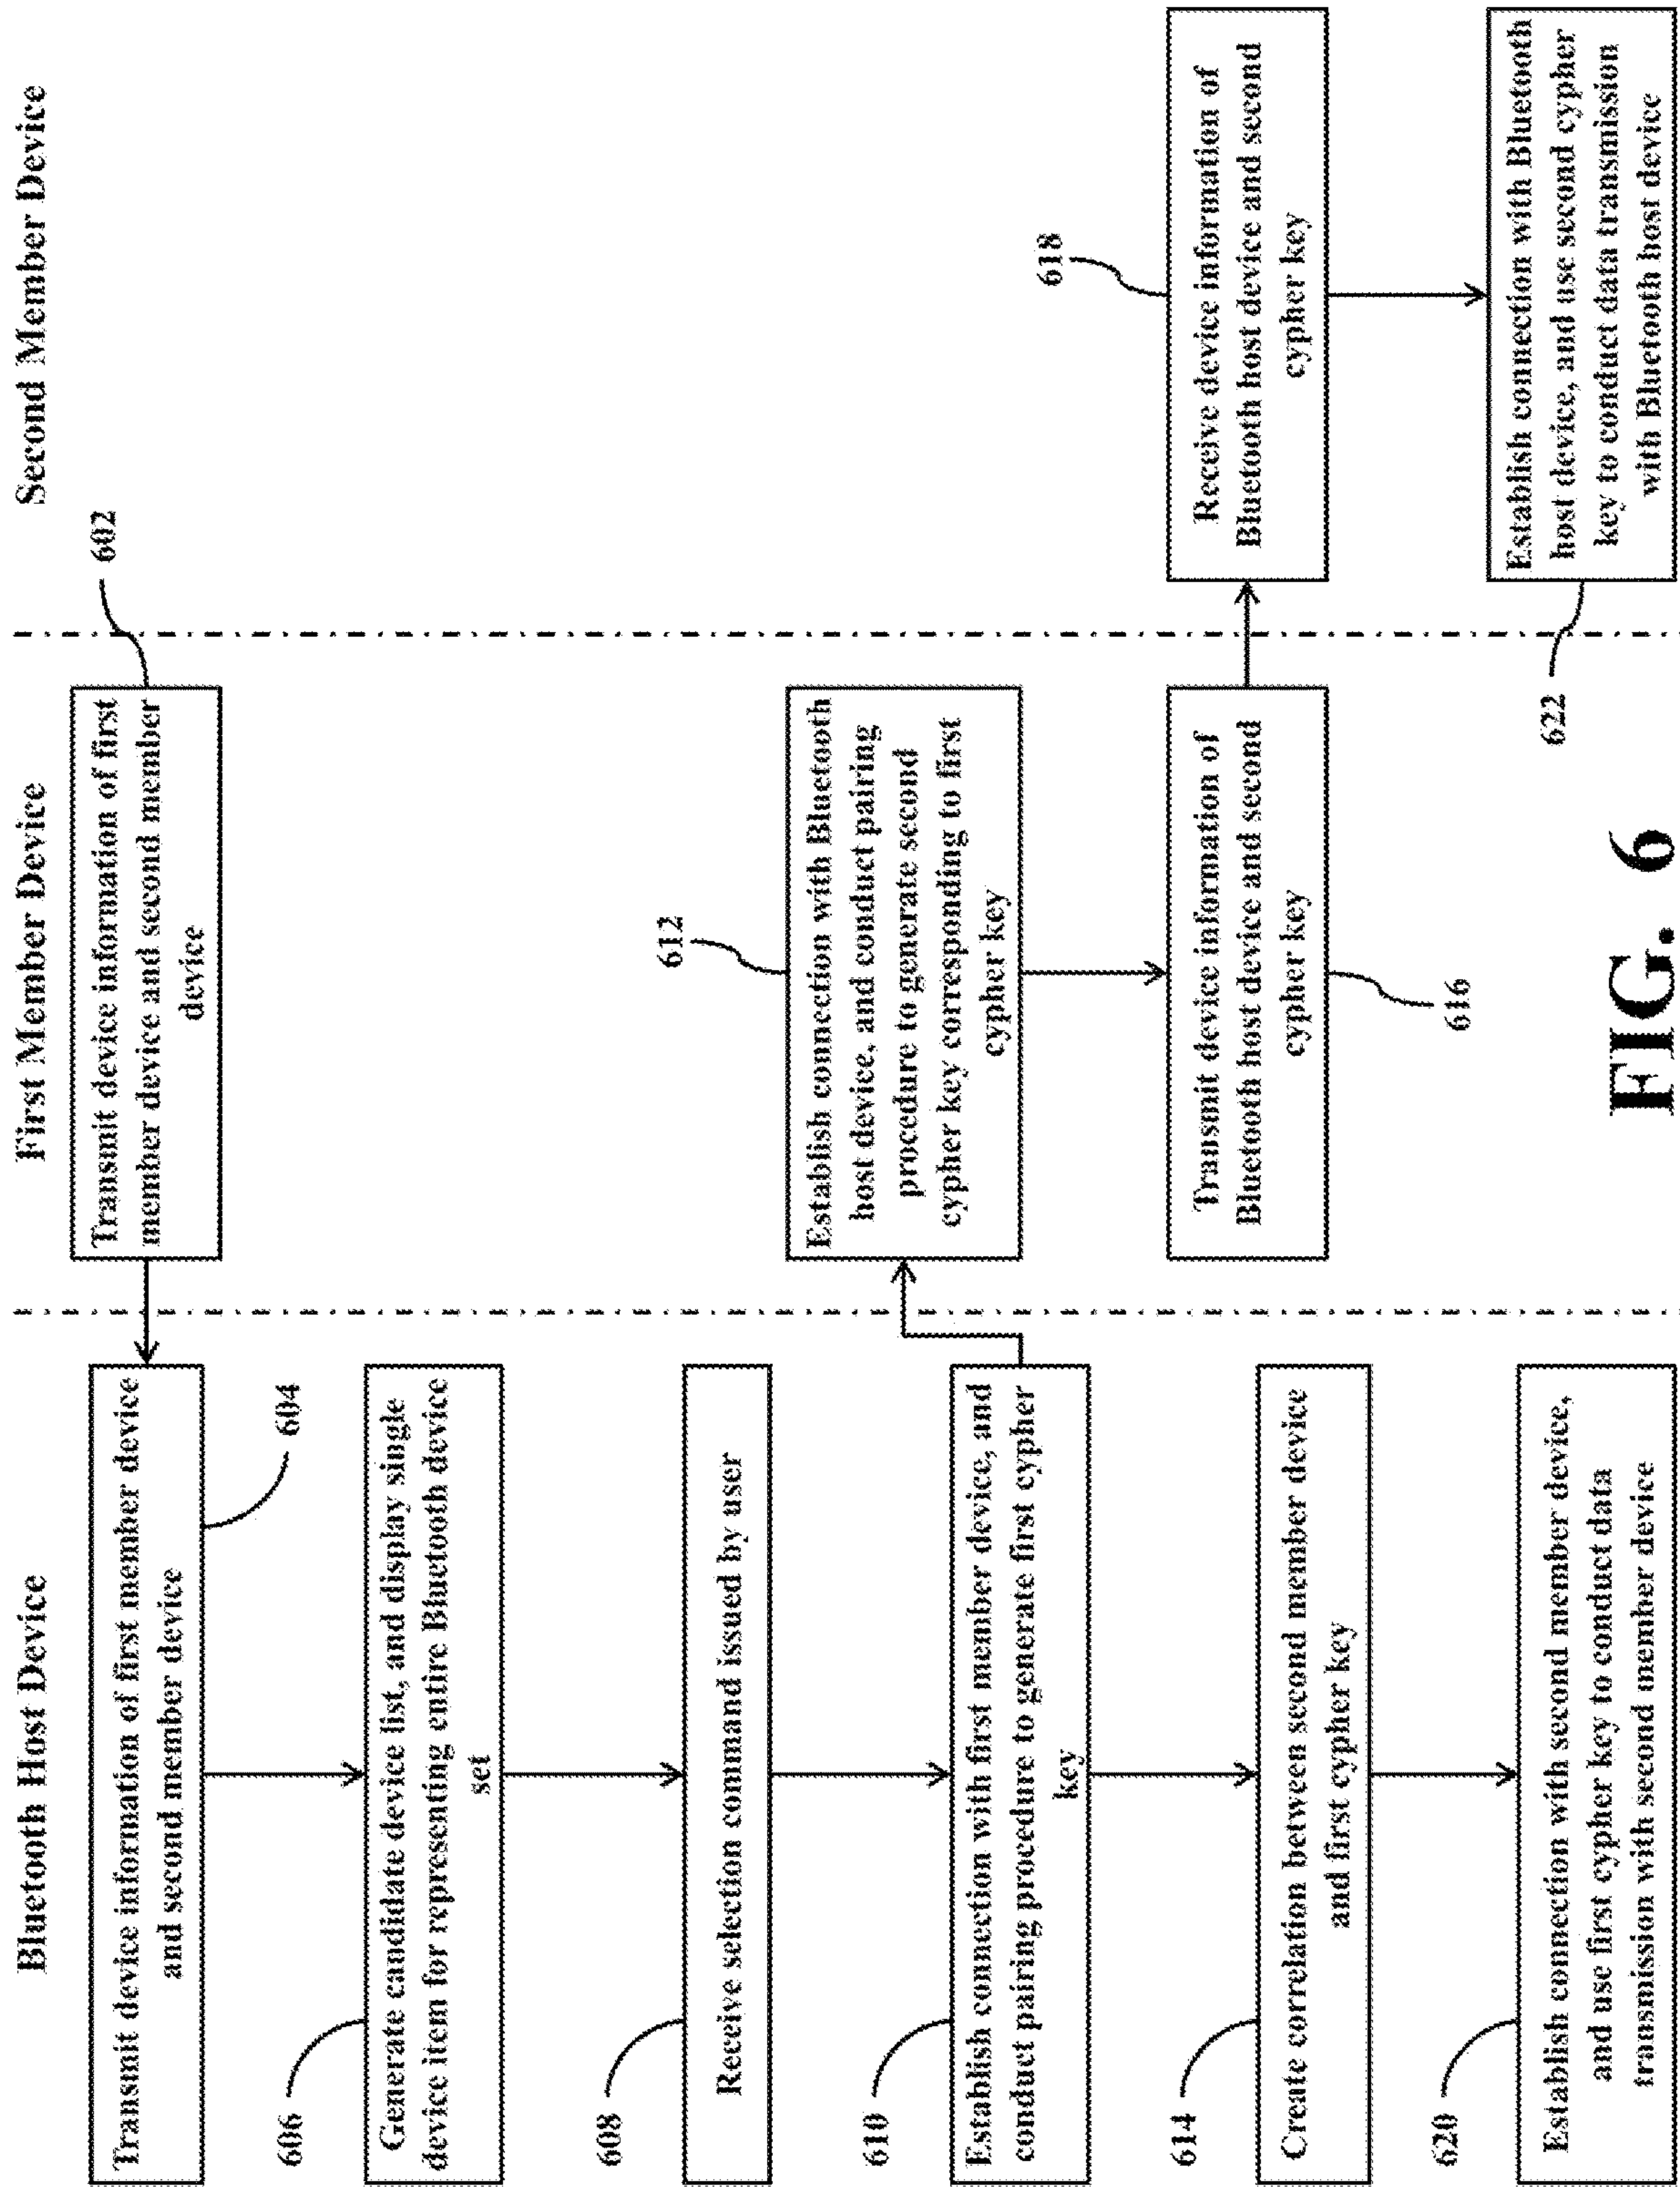 Bluetooth Host Device
First Member Device
Second Member Device
Transmit device information of first
member device and second member
device
602
Transmit device information of first member device
and second member device
604
Generate candidate device list, and display single
device item for representing entire Bluetooth device
set
606
Receive selection command issued by user
608
Establish connection with first member device, and
conduct pairing procedure to generate first cypher
key
610
Establish connection with Bluetooth
host device, and conduct pairing
procedure to generate second
cypher key corresponding to first
cypher key
612
Create correlation between second member device
and first cypher key
614
Transmit device information of
Bluetooth host device and second
cypher key
616
Receive device information of
Bluetooth host device and second
cypher key
618
Establish connection with second member device,
and use first cypher key to conduct data
transmission with second member device
620
Establish connection with Bluetooth
host device, and use second cypher
key to conduct data transmission
with Bluetooth host device
622
FIG. 6